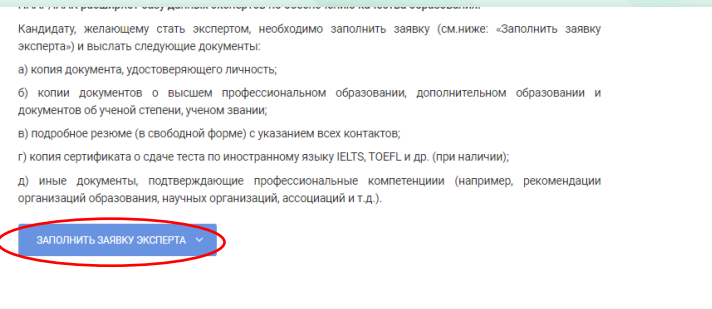 Кандидату, желающему стать экспертом, необходимо заполнить заявку (см.ниже: «Заполнить заявку
эксперта») и выслать следующие документы:
а) копия документа, удостоверяющего личность;
б) копии документов о высшем профессиональном образовании, дополнительном образовании и
документов об ученой степени, ученом звании;
в) подробное резюме (в свободной форме) с указанием всех контактов;
г) копия сертификата о сдаче теста по иностранному языку IELTS, TOEFL и др. (при наличии);
д) иные документы, подтверждающие профессиональные компетенциии (например, рекомендации
организаций образования, научных организаций, ассоциаций и т.д.).
ЗАПОЛНИТЬ ЗАЯВКУ ЭКСПЕРТА